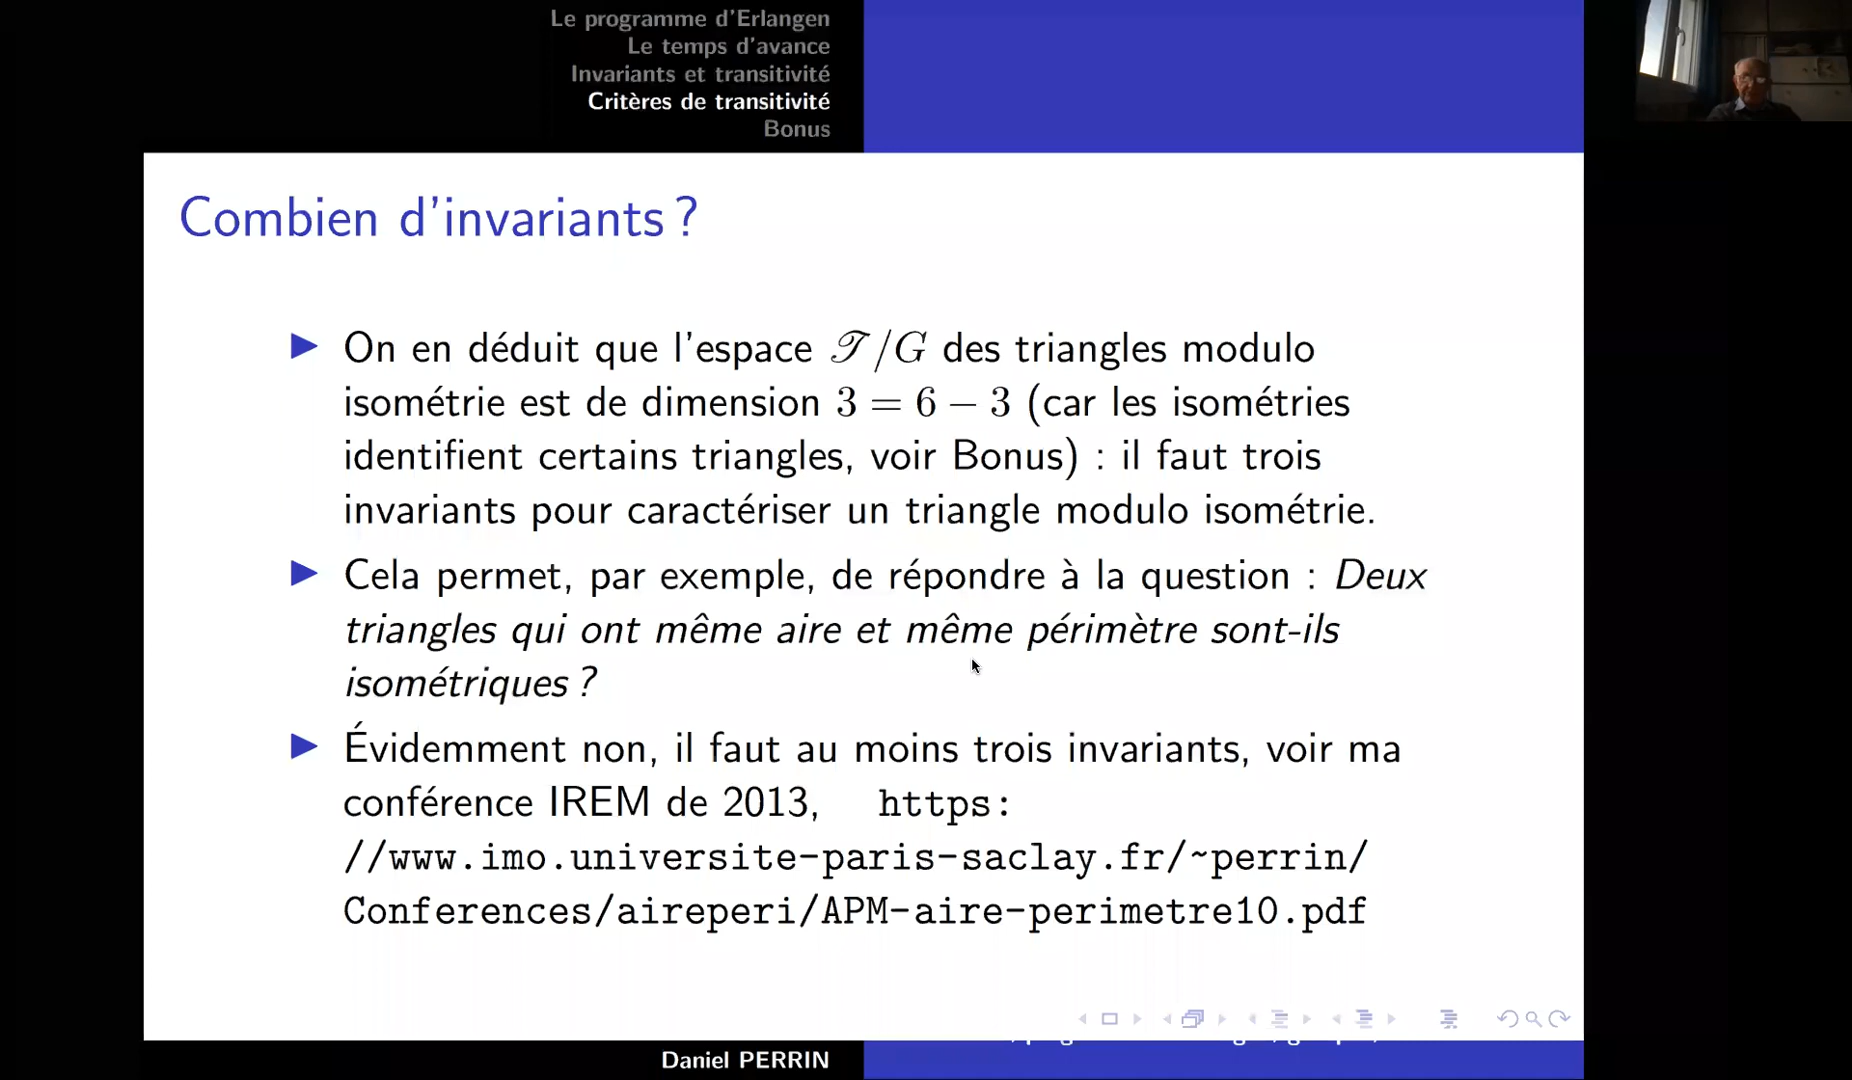 Le programme d'Erlangen
Le temps d'avance
Invariants et transitivité
Critères de transitivité
Bonus
Combien d'invariants ?
On en déduit que l'espace 𝒯/G des triangles modulo
isométrie est de dimension 3 = 6 − 3 (car les isométries
identifient certains triangles, voir Bonus) : il faut trois
invariants pour caractériser un triangle modulo isométrie.
Cela permet, par exemple, de répondre à la question : Deux
triangles qui ont même aire et même périmètre sont-ils
isométriques ?
Évidemment non, il faut au moins trois invariants, voir ma
conférence IREM de 2013, https:
//www.imo.universite-paris-saclay.fr/~perrin/
Conferences/aireperi/APM-aire-perimetre10.pdf
Daniel PERRIN